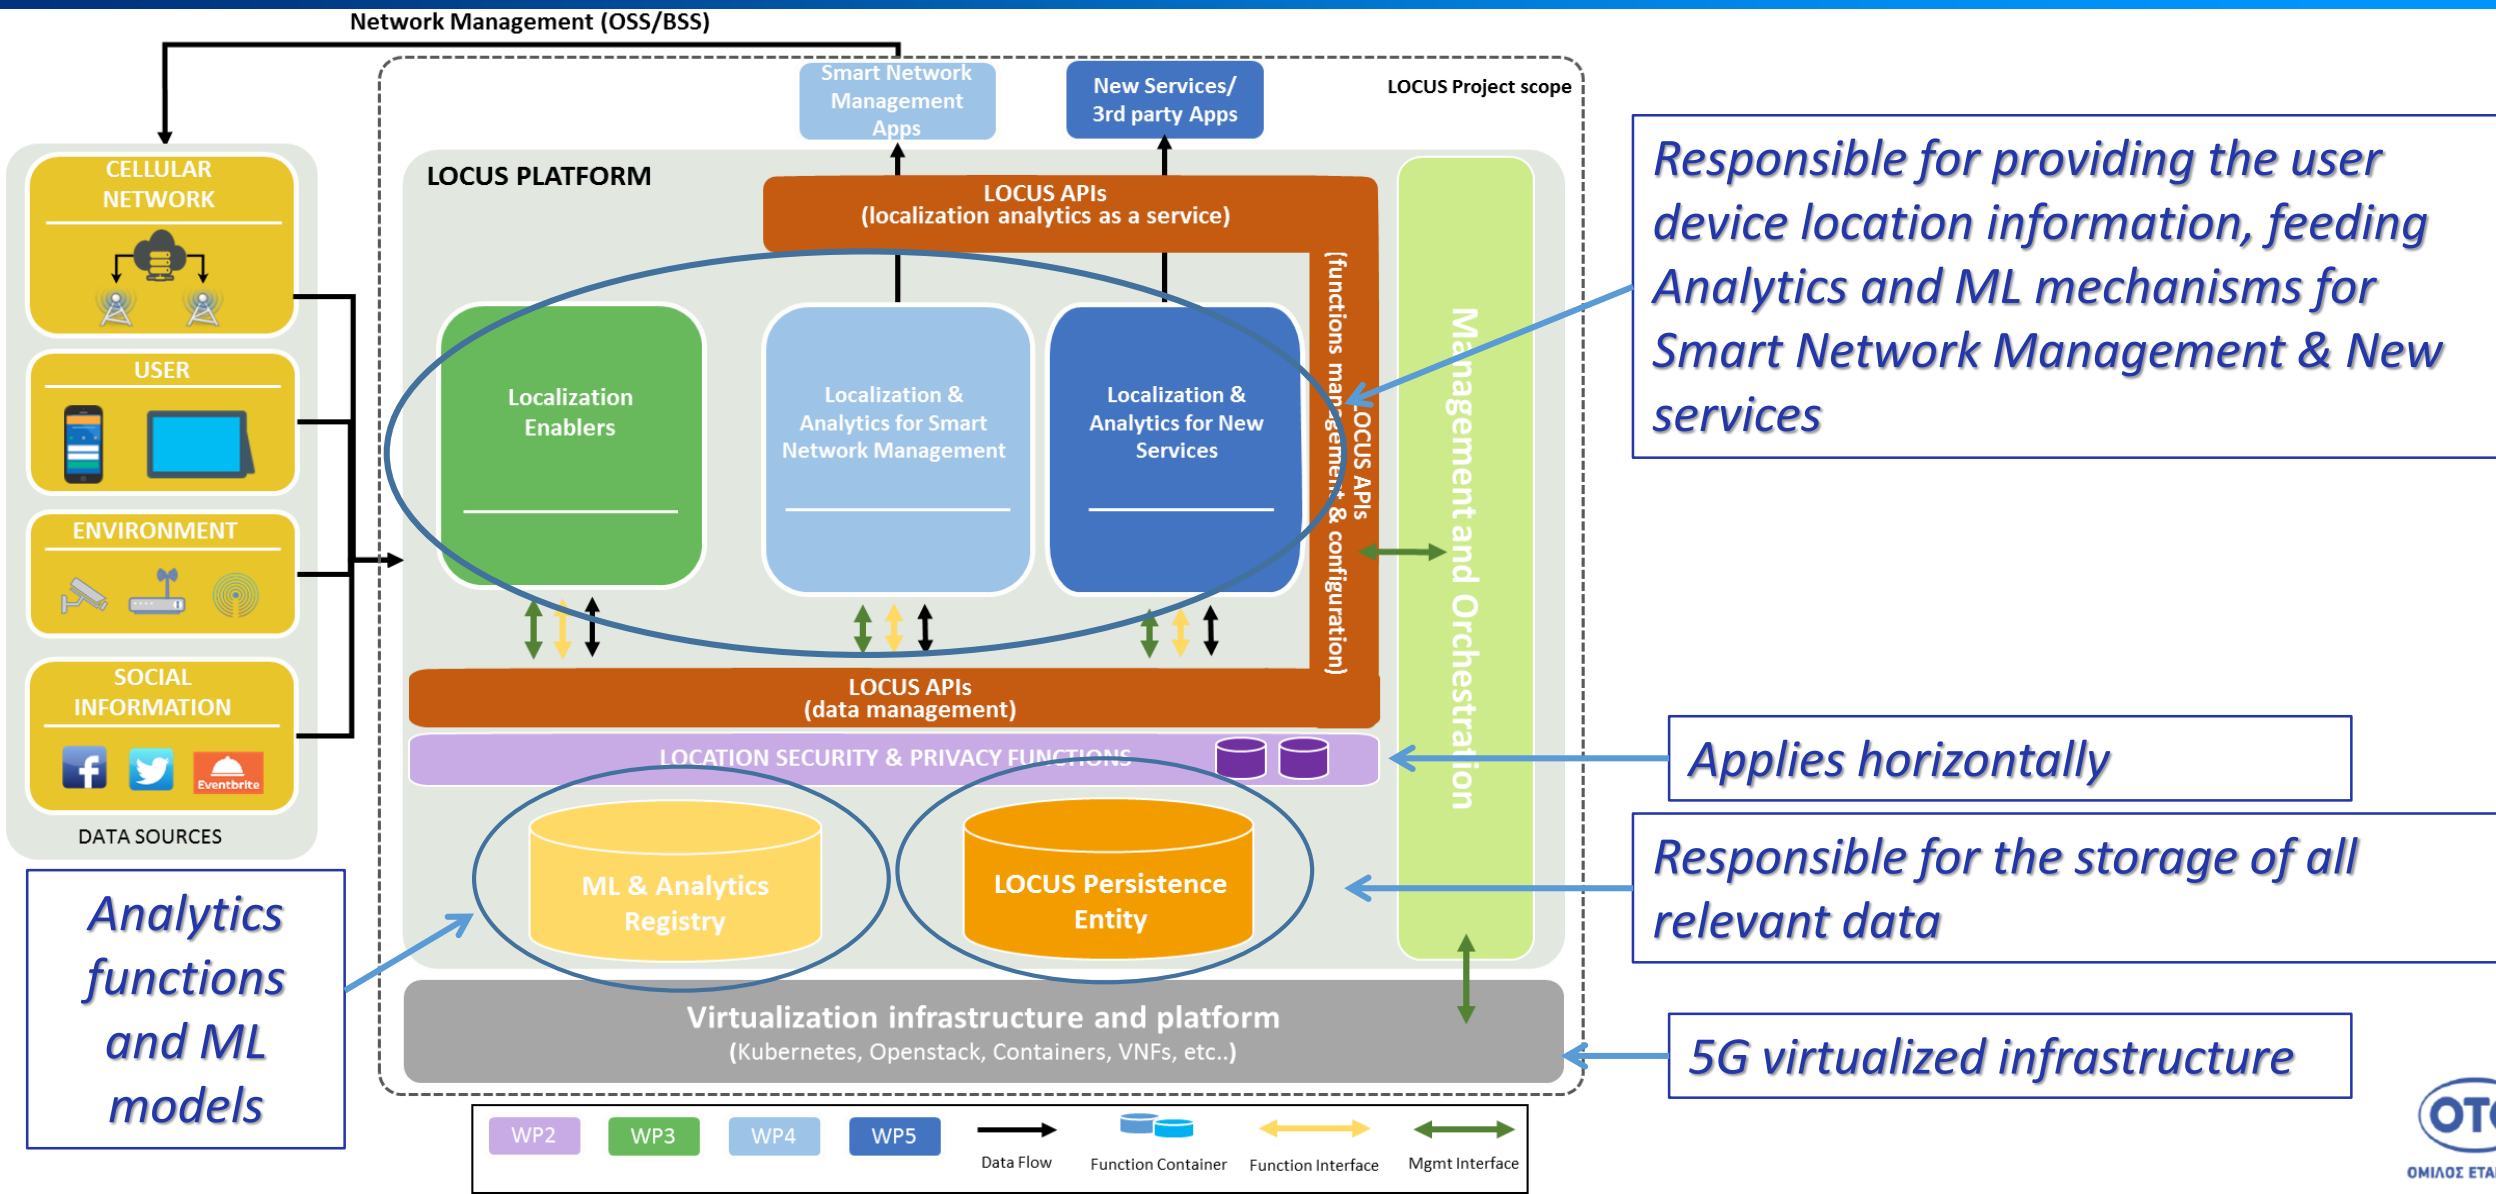 Network Management (OSS/BSS)
LOCUS Project scope
Smart Network
Management
Apps
New Services/
3rd party Apps
CELLULAR
NETWORK
USER
ENVIRONMENT
SOCIAL
INFORMATION
Eventbrite
DATA SOURCES
LOCUS PLATFORM
LOCUS APIs
(localization analytics as a service)
Localization
Enablers
Localization &
Analytics for Smart
Network Management
Localization &
Analytics for New
Services
LOCUS APIs
(functions management & configuration)
Management and Orchestration
LOCUS APIs
(data management)
LOCATION SECURITY & PRIVACY FUNCTIONS
ML & Analytics
Registry
LOCUS Persistence
Entity
Virtualization infrastructure and platform
(Kubernetes, Openstack, Containers, VNFs, etc..)
Responsible for providing the user
device location information, feeding
Analytics and ML mechanisms for
Smart Network Management & New
services
Applies horizontally
Responsible for the storage of all
relevant data
5G virtualized infrastructure
Analytics
functions
and ML
models
WP2
WP3
WP4
WP5
Data Flow
Function Container
Function Interface
Mgmt Interface
ΟΜΙΛΟΣ